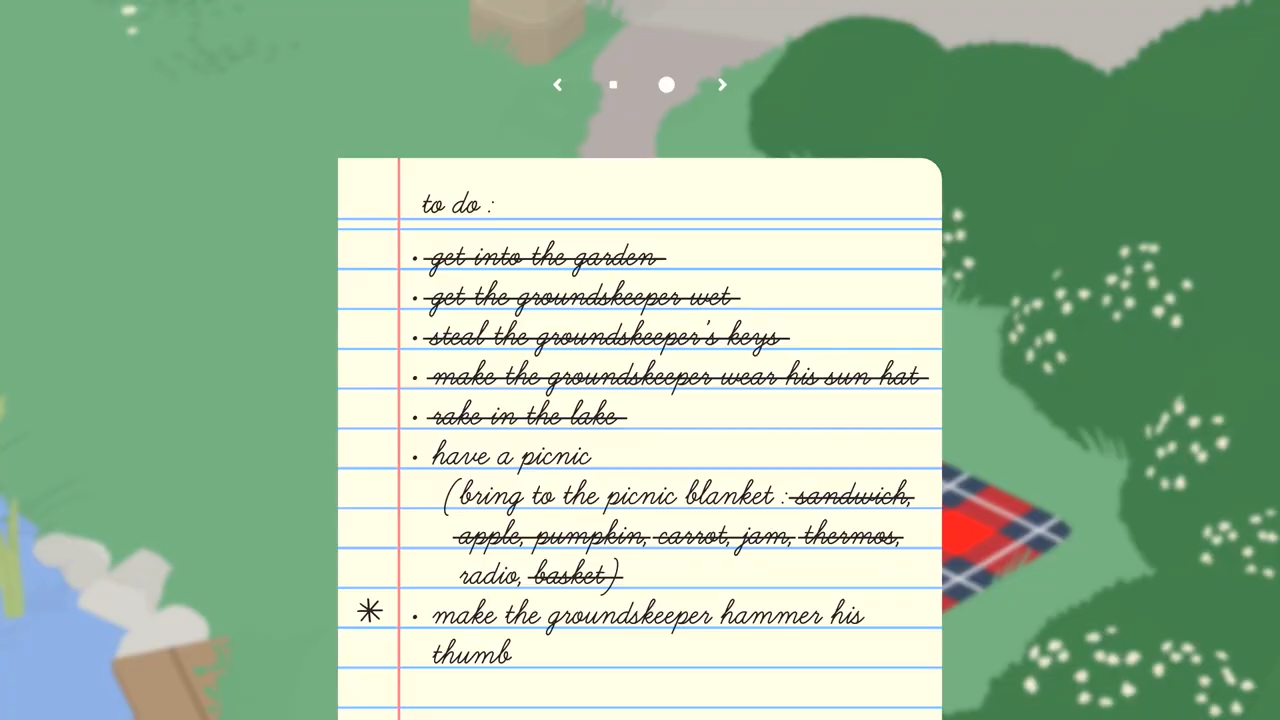 to do :
• get into the garden
• get the groundskeeper wet
• steal the groundskeeper's keys
• make the groundskeeper wear his sun hat
• rake in the lake
• have a picnic
(bring to the picnic blanket : sandwich,
apple, pumpkin, carrot, jam, thermos,
radio, basket)
• make the groundskeeper hammer his
thumb